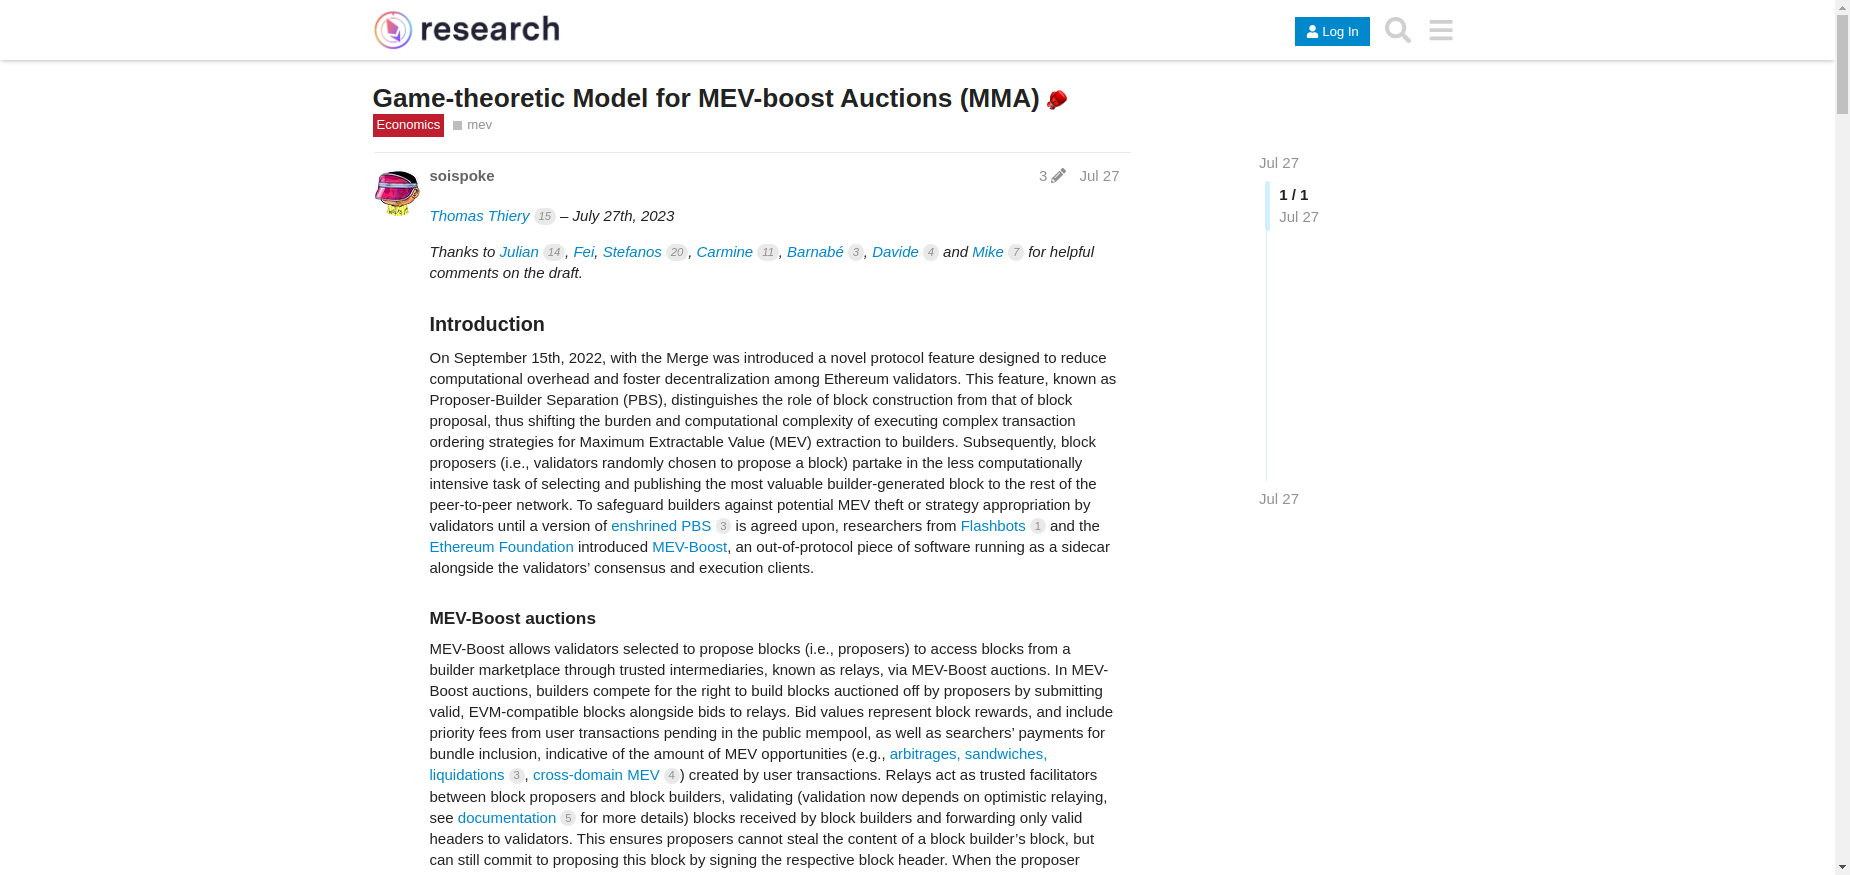 research
Log In
Game-theoretic Model for MEV-boost Auctions (MMA)
Economics mev
soispoke 3 Jul 27
Thomas Thiery 15 – July 27th, 2023
Thanks to Julian 14, Fei, Stefanos 20, Carmine 11, Barnabé 3, Davide 4 and Mike 7 for helpful
comments on the draft.
Introduction
On September 15th, 2022, with the Merge was introduced a novel protocol feature designed to reduce
computational overhead and foster decentralization among Ethereum validators. This feature, known as
Proposer-Builder Separation (PBS), distinguishes the role of block construction from that of block
proposal, thus shifting the burden and computational complexity of executing complex transaction
ordering strategies for Maximum Extractable Value (MEV) extraction to builders. Subsequently, block
proposers (i.e., validators randomly chosen to propose a block) partake in the less computationally
intensive task of selecting and publishing the most valuable builder-generated block to the rest of the
peer-to-peer network. To safeguard builders against potential MEV theft or strategy appropriation by
validators until a version of enshrined PBS 3 is agreed upon, researchers from Flashbots 1 and the
Ethereum Foundation introduced MEV-Boost, an out-of-protocol piece of software running as a sidecar
alongside the validators’ consensus and execution clients.
MEV-Boost auctions
MEV-Boost allows validators selected to propose blocks (i.e., proposers) to access blocks from a
builder marketplace through trusted intermediaries, known as relays, via MEV-Boost auctions. In MEV-
Boost auctions, builders compete for the right to build blocks auctioned off by proposers by submitting
valid, EVM-compatible blocks alongside bids to relays. Bid values represent block rewards, and include
priority fees from user transactions pending in the public mempool, as well as searchers’ payments for
bundle inclusion, indicative of the amount of MEV opportunities (e.g., arbitrages, sandwiches,
liquidations 3, cross-domain MEV 4) created by user transactions. Relays act as trusted facilitators
between block proposers and block builders, validating (validation now depends on optimistic relaying,
see documentation 5 for more details) blocks received by block builders and forwarding only valid
headers to validators. This ensures proposers cannot steal the content of a block builder’s block, but
can still commit to proposing this block by signing the respective block header. When the proposer
Jul 27
1 / 1
Jul 27
Jul 27